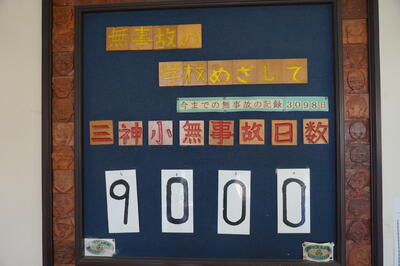 無事故の
学校めざして
今までの無事故の記録 30981日
三神小無事故日数
9000